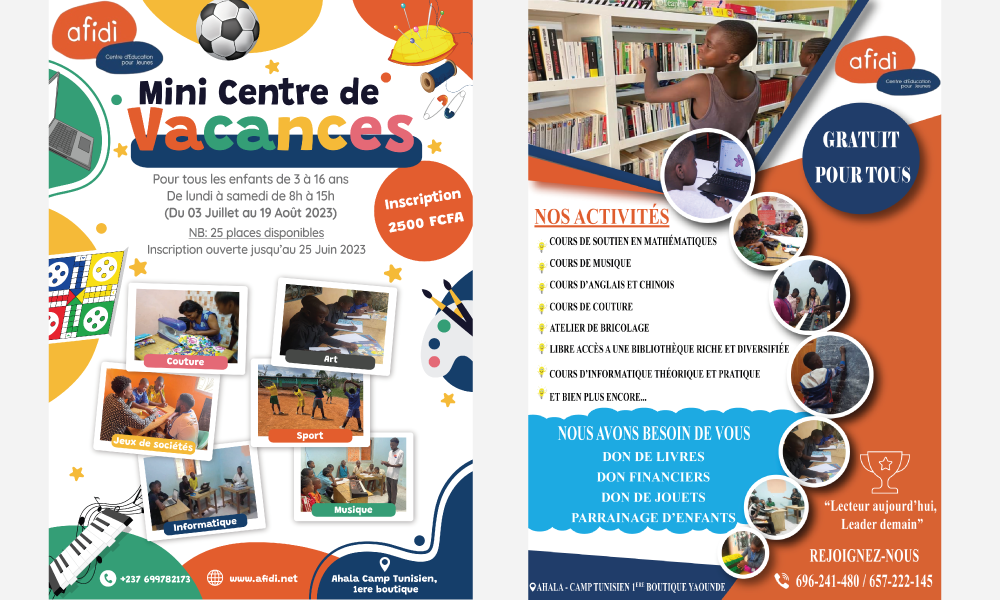 afidi
Centre d'Education
pour Jeunes
Mini Centre de
Vacances
Pour tous les enfants de 3 à 16 ans
De lundi à samedi de 8h à 15h
(Du 03 Juillet au 19 Août 2023)
NB: 25 places disponibles
Inscription ouverte jusqu'au 25 Juin 2023
Inscription
2500 FCFA
Couture
Art
Jeux de sociétés
Sport
Informatique
Musique
+237 699782173
www.afidi.net
Ahala Camp Tunisien,
1ere boutique
afidi
Centre d'Education
pour Jeunes
GRATUIT
POUR TOUS
NOS ACTIVITÉS
COURS DE SOUTIEN EN MATHÉMATIQUES
COURS DE MUSIQUE
COURS D'ANGLAIS ET CHINOIS
COURS DE COUTURE
ATELIER DE BRICOLAGE
LIBRE ACCÈS A UNE BIBLIOTHÈQUE RICHE ET DIVERSIFIÉE
COURS D'INFORMATIQUE THÉORIQUE ET PRATIQUE
ET BIEN PLUS ENCORE...
NOUS AVONS BESOIN DE VOUS
DON DE LIVRES
DON FINANCIERS
DON DE JOUETS
PARRAINAGE D'ENFANTS
"Lecteur aujourd'hui,
Leader demain"
REJOIGNEZ-NOUS
696-241-480 / 657-222-145
AHALA - CAMP TUNISIEN 1ERE BOUTIQUE YAOUNDE